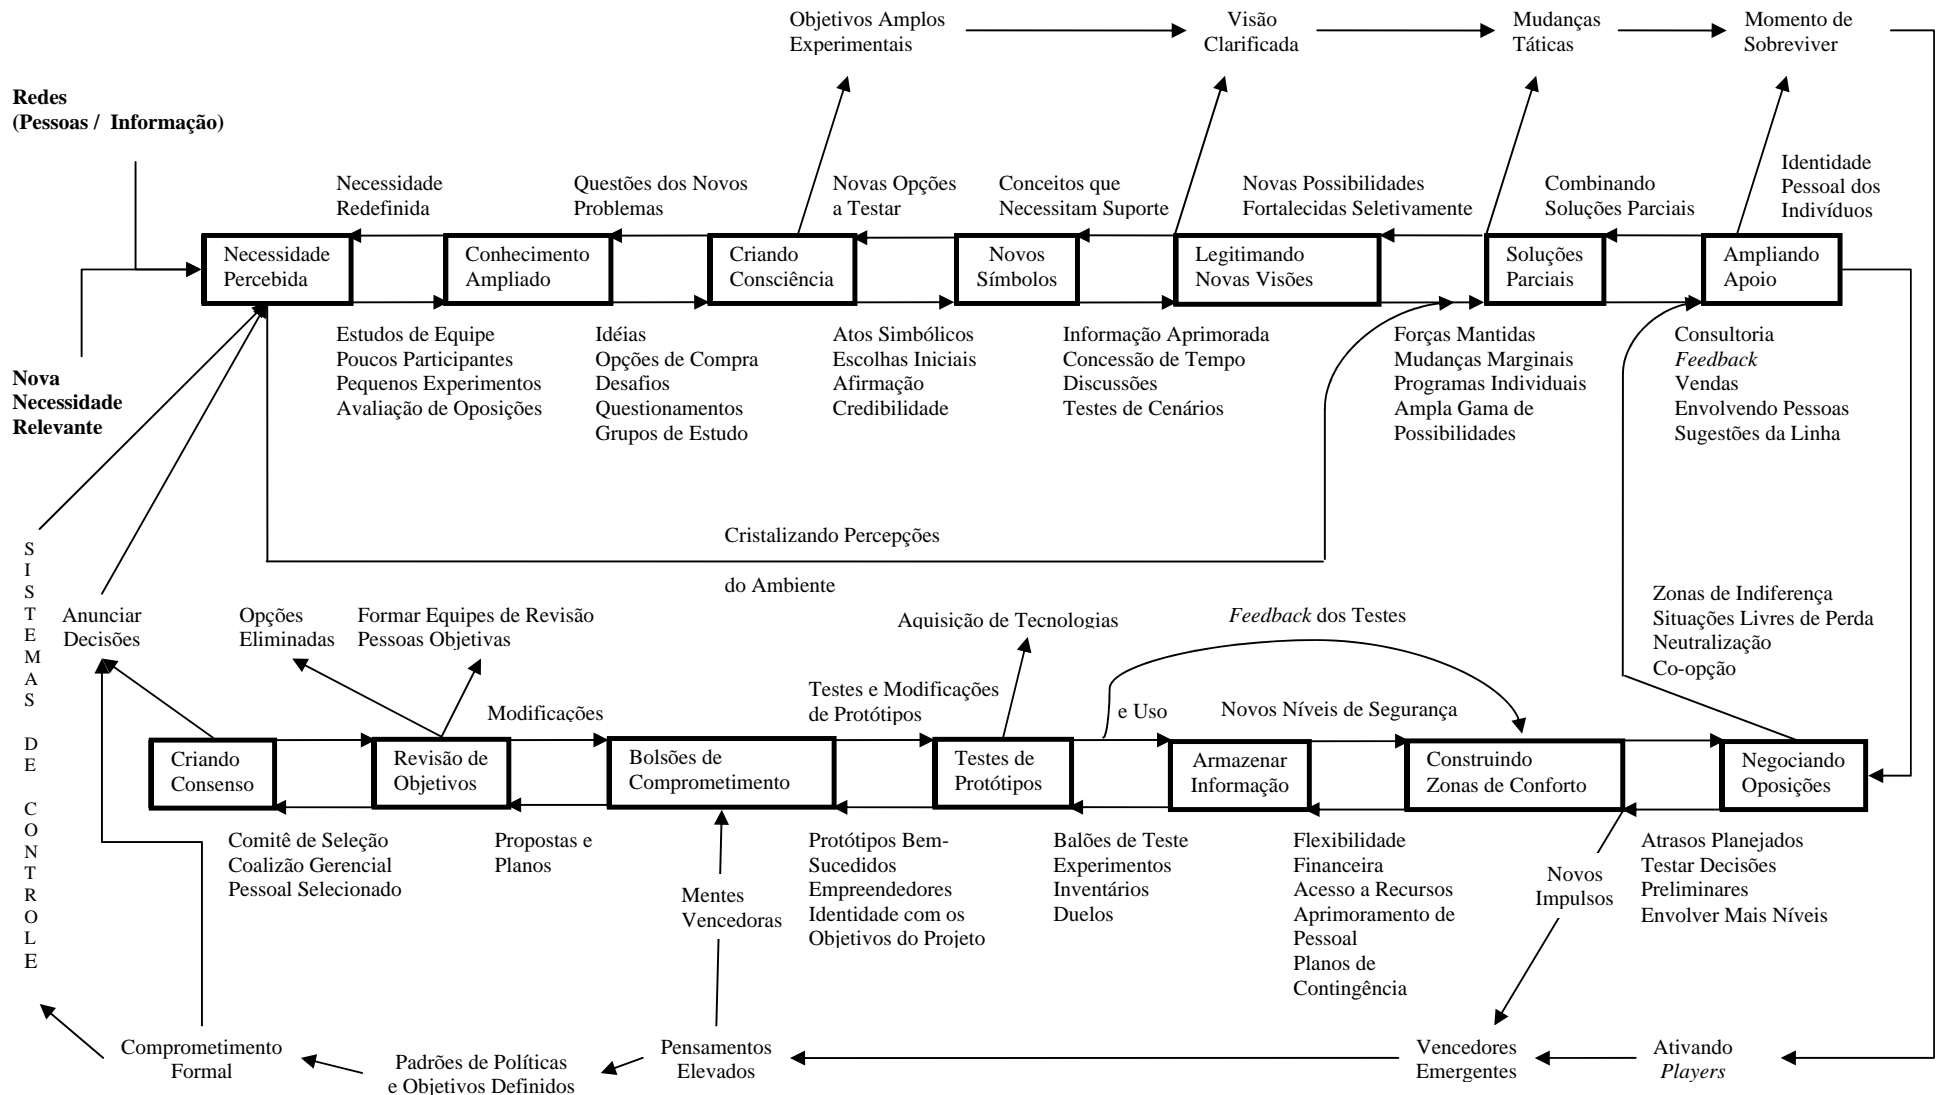 Objetivos Amplos
Experimentais
Visão
Clarificada
Mudanças
Táticas
Momento de
Sobreviver
Redes
(Pessoas / Informação)
Necessidade
Redefinida
Questões dos Novos
Problemas
Novas Opções
a Testar
Conceitos que
Necessitam Suporte
Novas Possibilidades
Fortalecidas Seletivamente
Combinando
Soluções Parciais
Identidade
Pessoal dos
Indivíduos
Necessidade
Percebida
Conhecimento
Ampliado
Criando
Consciência
Novos
Símbolos
Legitimando
Novas Visões
Soluções
Parciais
Ampliando
Apoio
Nova
Necessidade
Relevante
Estudos de Equipe
Poucos Participantes
Pequenos Experimentos
Avaliação de Oposições
Idéias
Opções de Compra
Desafios
Questionamentos
Grupos de Estudo
Atos Simbólicos
Escolhas Iniciais
Afirmação
Credibilidade
Informação Aprimorada
Concessão de Tempo
Discussões
Testes de Cenários
Forças Mantidas
Mudanças Marginais
Programas Individuais
Ampla Gama de
Possibilidades
Consultoria
Feedback
Vendas
Envolvendo Pessoas
Sugestões da Linha
Cristalizando Percepções
do Ambiente
SISTEMAS DE CONTROLE
Anunciar
Decisões
Opções
Eliminadas
Formar Equipes de Revisão
Pessoas Objetivas
Aquisição de Tecnologias
Feedback dos Testes
Zonas de Indiferença
Situações Livres de Perda
Neutralização
Co-opção
Modificações
Testes e Modificações
de Protótipos
e Uso
Novos Níveis de Segurança
Criando
Consenso
Revisão de
Objetivos
Bolsões de
Comprometimento
Testes de
Protótipos
Armazenar
Informação
Construindo
Zonas de Conforto
Negociando
Oposições
Comitê de Seleção
Coalizão Gerencial
Pessoal Selecionado
Propostas e
Planos
Mentes
Vencedoras
Protótipos Bem-
Sucedidos
Empreendedores
Identidade com os
Objetivos do Projeto
Balões de Teste
Experimentos
Inventários
Duelos
Flexibilidade
Financeira
Acesso a Recursos
Aprimoramento de
Pessoal
Planos de
Contingência
Novos
Impulsos
Atrasos Planejados
Testar Decisões
Preliminares
Envolver Mais Níveis
Comprometimento
Formal
Padrões de Políticas
e Objetivos Definidos
Pensamentos
Elevados
Vencedores
Emergentes
Ativando
Players